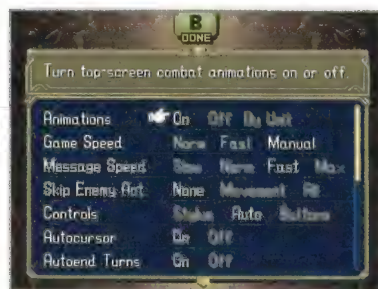 B
DONE
Turn top-screen combat animations on or off.
Animations On Off By Unit
Game Speed Norm Fast Manual
Message Speed Slow Norm Fast Max
Skip Enemy Act. None Movement All
Controls Stylus Auto Buttons
Autocursor On Off
Autoend Turns On Off